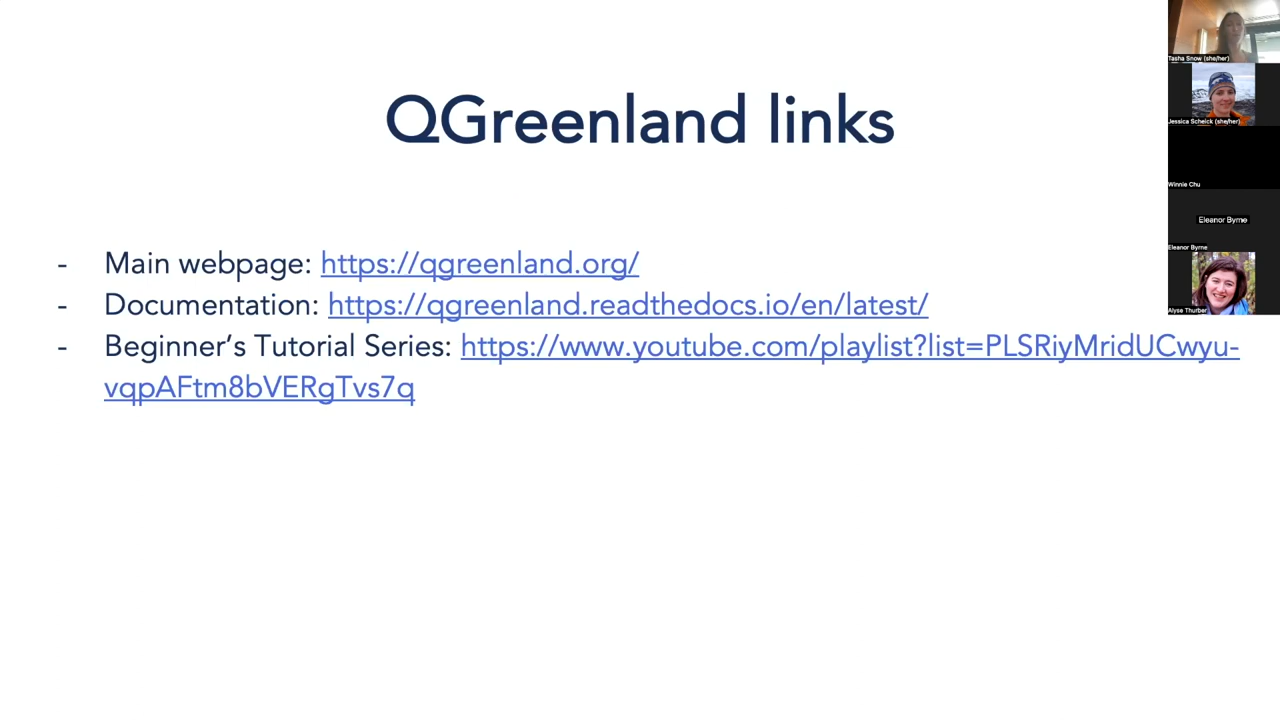 QGreenland links
- Main webpage: https://qgreenland.org/
- Documentation: https://qgreenland.readthedocs.io/en/latest/
- Beginner’s Tutorial Series: https://www.youtube.com/playlist?list=PLSRiyMridUCwyu-
vqpAFtm8bVERgTvs7q
Tasha Snow (she/her)
Jessica Scheick (she/her)
Winnie Chu
Eleanor Byrne
Eleanor Byrne
Alyse Thurber